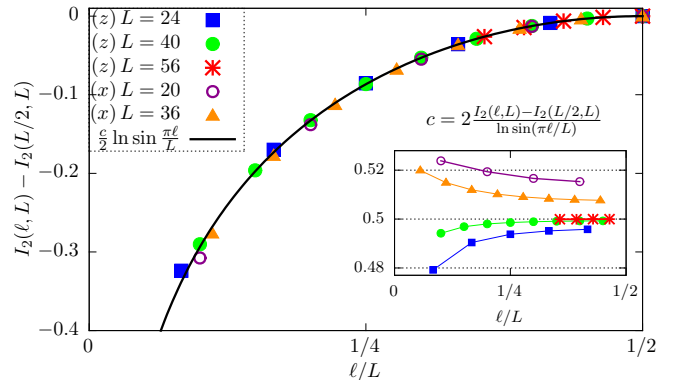 0
−0.1
−0.2
−0.3
−0.4
I₂(ℓ, L) − I₂(L/2, L)
(z) L = 24
(z) L = 40
(z) L = 56
(x) L = 20
(x) L = 36
c/2 ln sin πℓ/L
c = 2 I₂(ℓ,L)−I₂(L/2,L) / ln sin(πℓ/L)
0.52
0.5
0.48
0 1/4 1/2
ℓ/L
0 1/4 1/2
ℓ/L